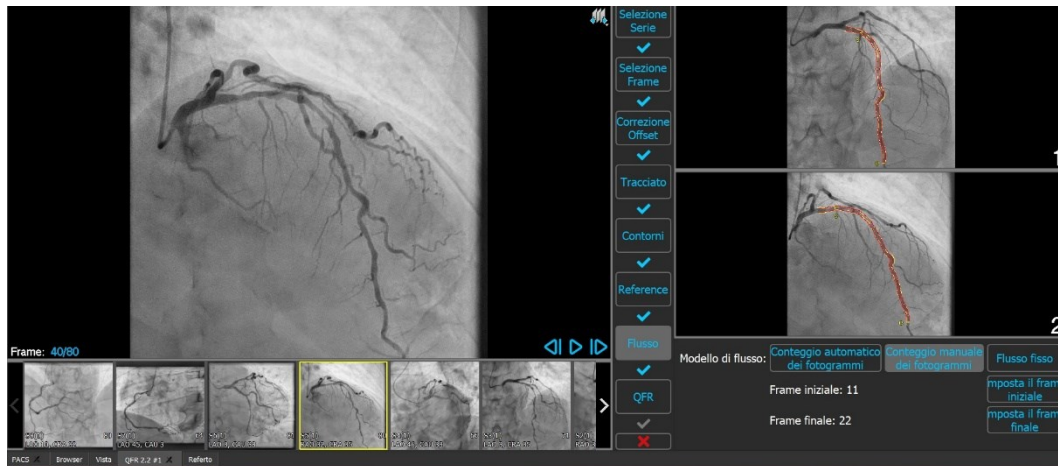 Selezione
Serie
Selezione
Frame
Correzione
Offset
Tracciato
Contorni
Reference
Flusso
QFR
1
2
Frame: 40/80
Modello di flusso:
Conteggio automatico
dei fotogrammi
Conteggio manuale
dei fotogrammi
Flusso fisso
Frame iniziale: 11
mposta il fram
iniziale
Frame finale: 22
mposta il fram
finale
PACS
Browser
Vista
QFR 2.2 #1
Referto